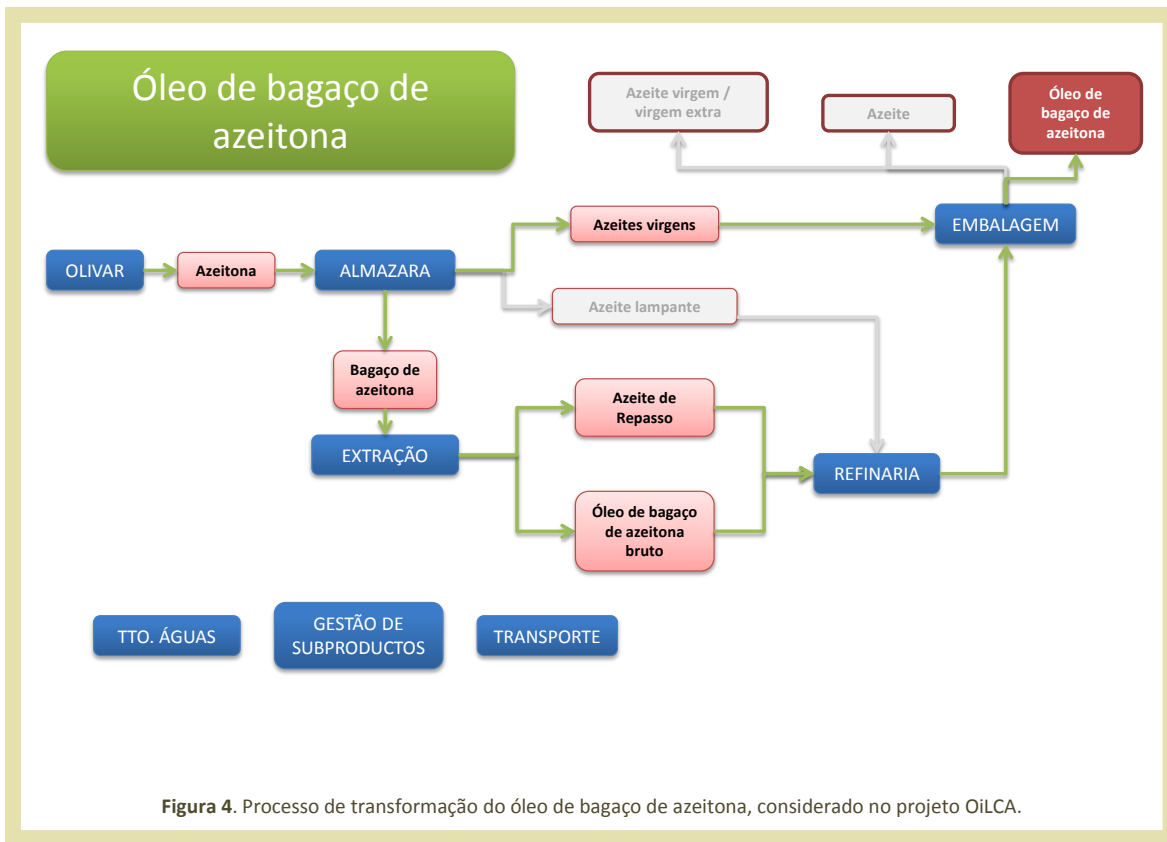 Óleo de bagaço de
azeitona
Azeite virgem /
virgem extra
Azeite
Óleo de
bagaço de
azeitona
Azeites virgens
EMBALAGEM
OLIVAR
Azeitona
ALMAZARA
Azeite lampante
Bagaço de
azeitona
Azeite de
Repasso
EXTRAÇÃO
REFINARIA
Óleo de bagaço
de azeitona
bruto
TTO. ÁGUAS
GESTÃO DE
SUBPRODUCTOS
TRANSPORTE
Figura 4. Processo de transformação do óleo de bagaço de azeitona, considerado no projeto OiLCA.